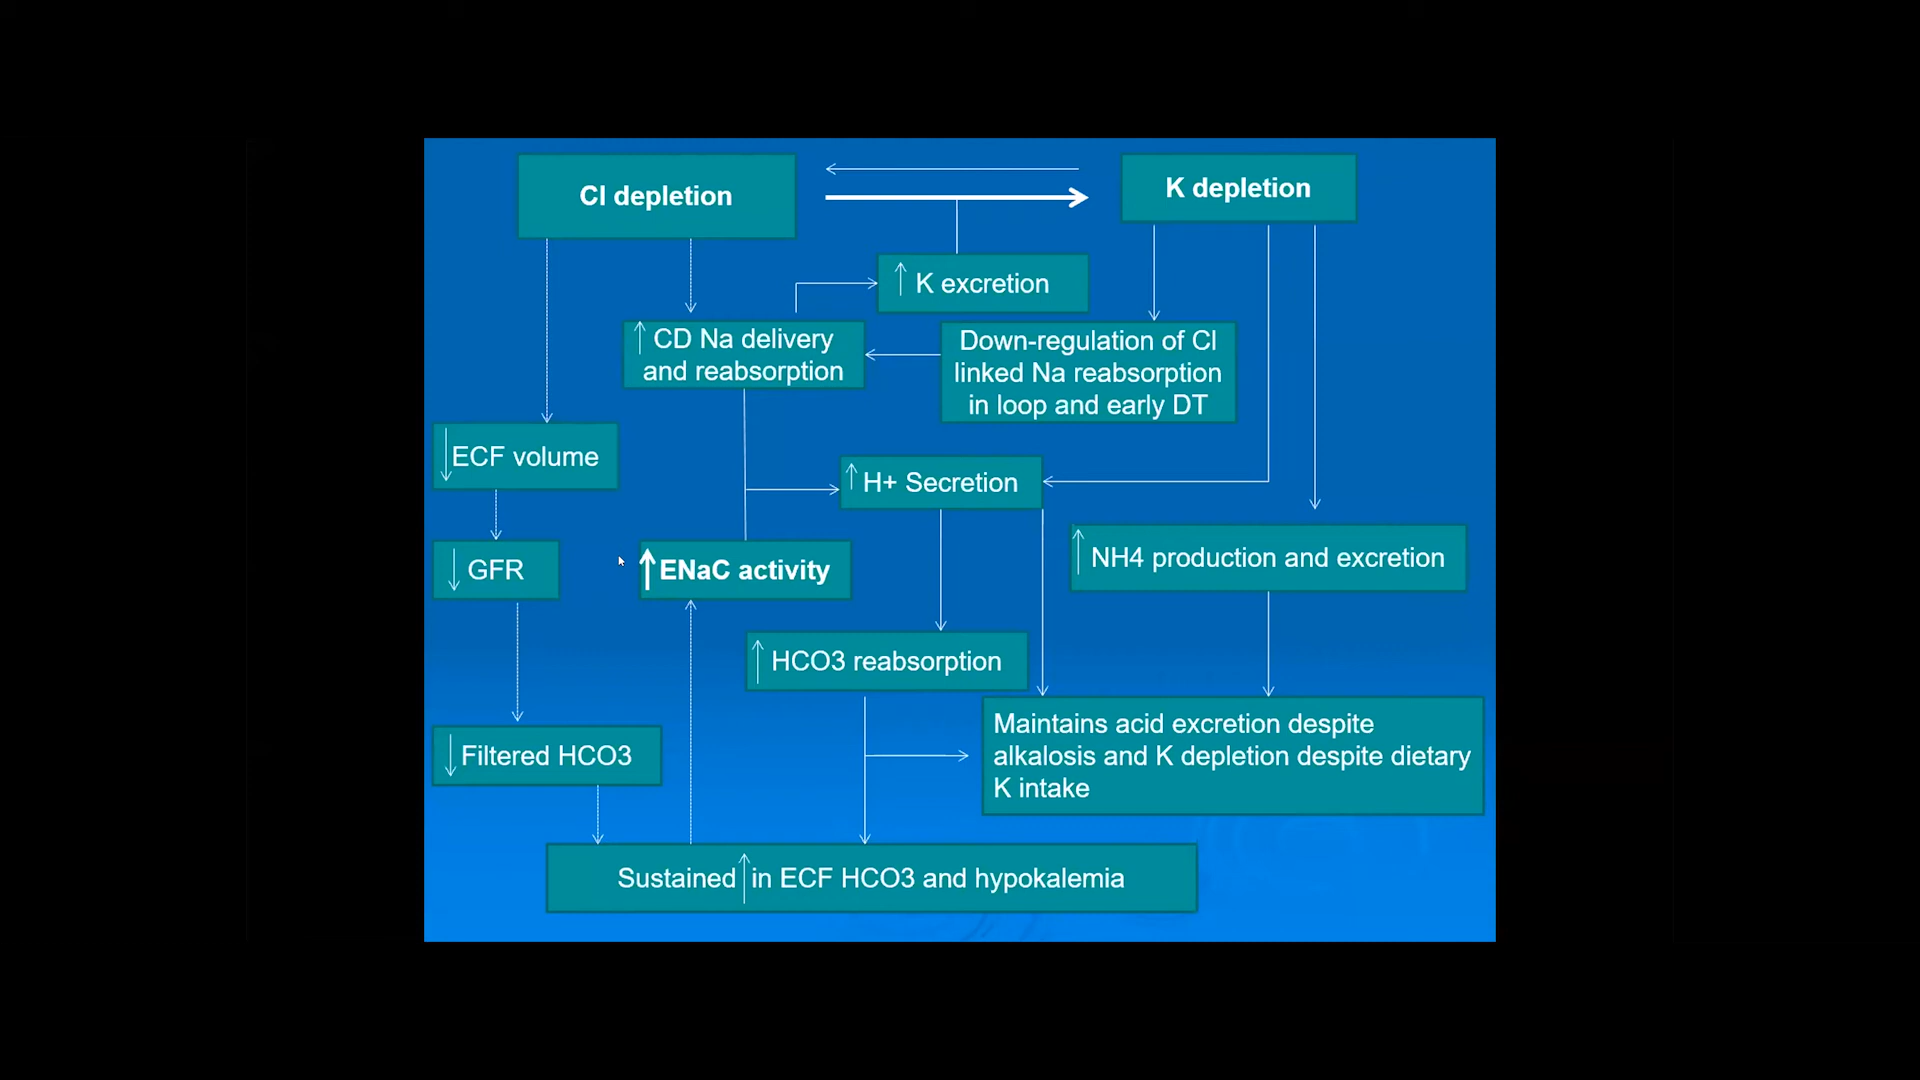 Cl depletion
K depletion
K excretion
CD Na delivery
and reabsorption
Down-regulation of Cl
linked Na reabsorption
in loop and early DT
ECF volume
H+ Secretion
GFR
ENaC activity
NH4 production and excretion
HCO3 reabsorption
Filtered HCO3
Maintains acid excretion despite
alkalosis and K depletion despite dietary
K intake
Sustained in ECF HCO3 and hypokalemia